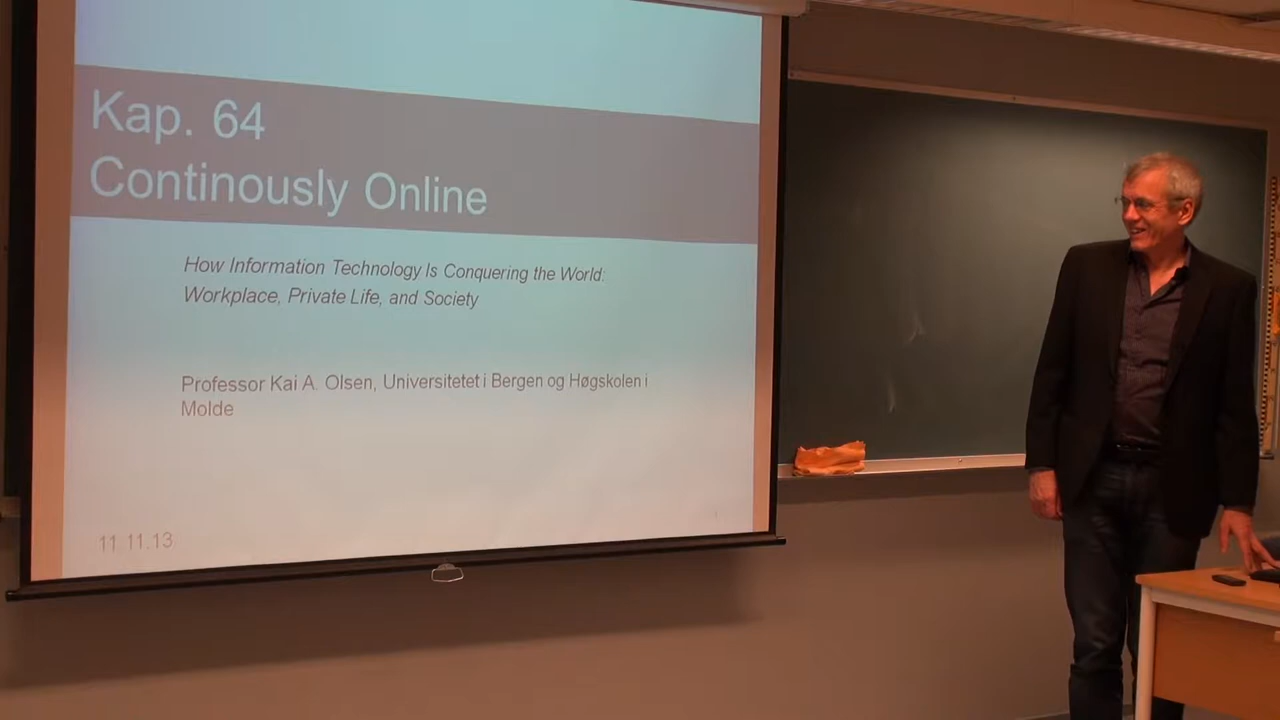 Kap. 64
Continously Online
How Information Technology Is Conquering the World:
Workplace, Private Life, and Society
Professor Kai A. Olsen, Universitetet i Bergen og Høgskolen i
Molde
11 11.13